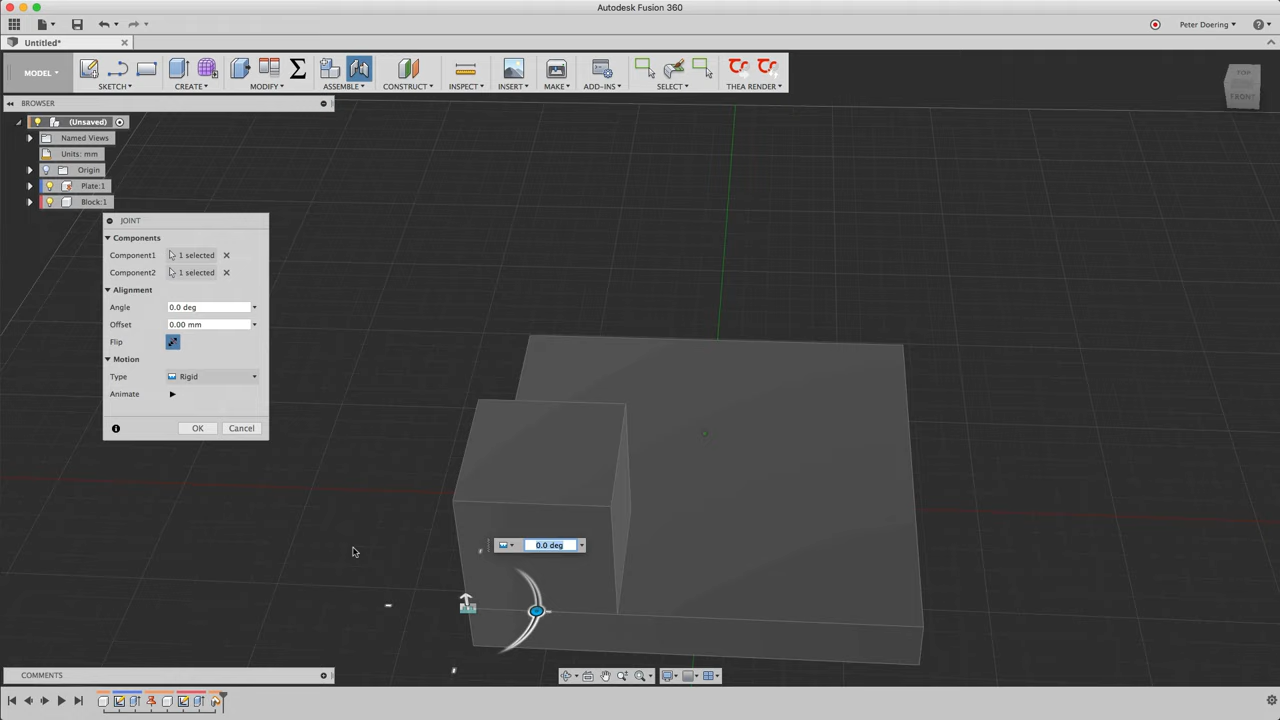 Autodesk Fusion 360
Peter Doering
Untitled*
MODEL
SKETCH
CREATE
MODIFY
ASSEMBLE
CONSTRUCT
INSPECT
INSERT
MAKE
ADD-INS
SELECT
THEA RENDER
TOP
FRONT
BROWSER
(Unsaved)
Named Views
Units: mm
Origin
Plate:1
Block:1
JOINT
Components
Component1 1 selected
Component2 1 selected
Alignment
Angle 0.0 deg
Offset 0.00 mm
Flip
Motion
Type Rigid
Animate
OK Cancel
0.0 deg
COMMENTS